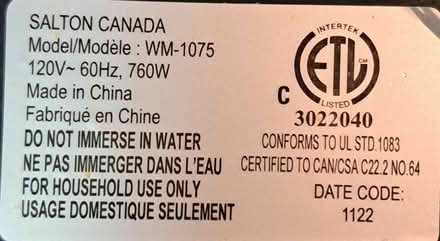 SALTON CANADA
Model/Modèle : WM-1075
120V~ 60Hz, 760W
Made in China
Fabriqué en Chine
DO NOT IMMERSE IN WATER
NE PAS IMMERGER DANS L'EAU
FOR HOUSEHOLD USE ONLY
USAGE DOMESTIQUE SEULEMENT
INTERTEK
ETL CM
C
LISTED
3022040
CONFORMS TO UL STD.1083
CERTIFIED TO CAN/CSA C22.2 NO.64
DATE CODE:
1122